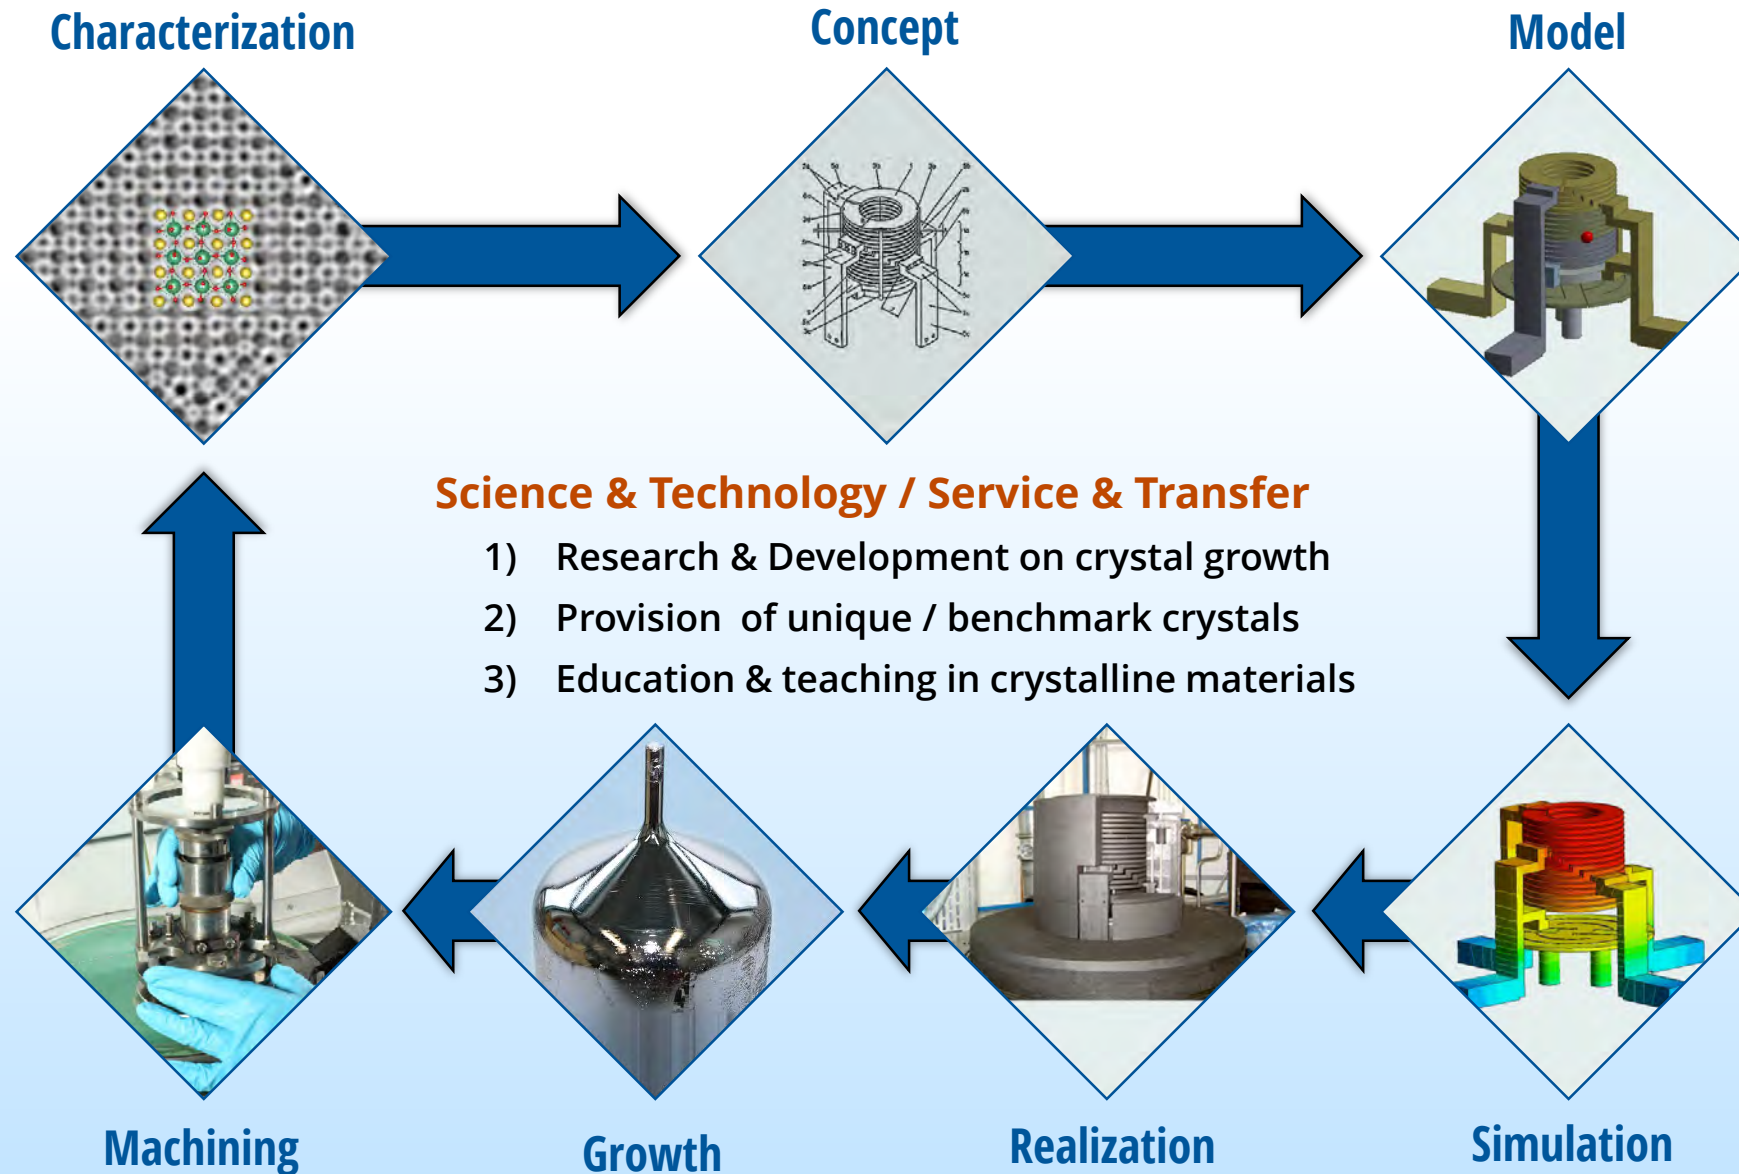 Characterization
Concept
Model
Science & Technology / Service & Transfer
1) Research & Development on crystal growth
2) Provision of unique / benchmark crystals
3) Education & teaching in crystalline materials
Machining
Growth
Realization
Simulation